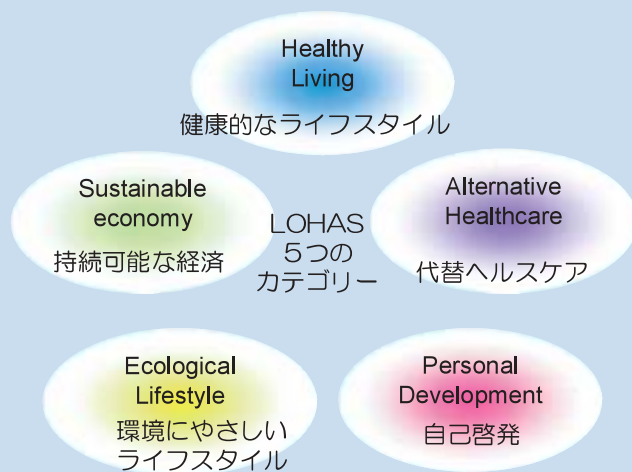 Healthy
Living
健康的なライフスタイル
Sustainable
economy
持続可能な経済
LOHAS
5つの
カテゴリー
Alternative
Healthcare
代替ヘルスケア
Ecological
Lifestyle
環境にやさしい
ライフスタイル
Personal
Development
自己啓発